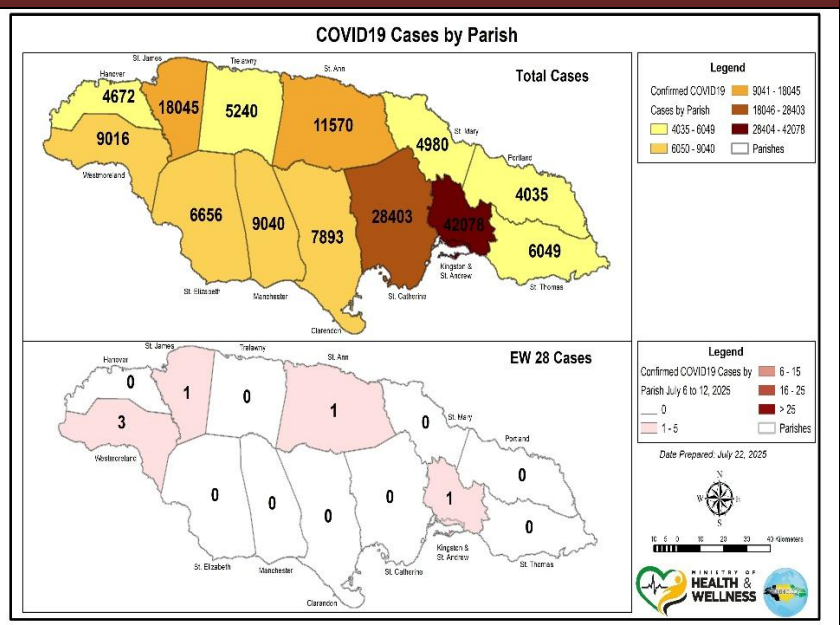 COVID19 Cases by Parish
Total Cases
St. James
Trelawny
St. Ann
Hanover
4672
18045
5240
11570
9016
4980
St. Mary
Portland
Westmoreland
4035
6656
9040
7893
28403
42078
6049
Kingston &
St. Andrew
St. Thomas
St. Elizabeth
Manchester
St. Catherine
Clarendon
Legend
Confirmed COVID19
Cases by Parish
4035 - 6049
6050 - 9040
9041 - 18045
18046 - 28403
28404 - 42078
Parishes
EW 28 Cases
St. James
Trelawny
St. Ann
Hanover
0
1
0
1
3
0
St. Mary
Portland
Westmoreland
0
0
0
0
0
1
0
Kingston &
St. Andrew
St. Thomas
St. Elizabeth
Manchester
St. Catherine
Clarandon
Legend
Confirmed COVID19 Cases by
Parish July 6 to 12, 2025
0
1 - 5
6 - 15
16 - 25
> 25
Parishes
Date Prepared: July 22, 2025
N
W E
S
10 5 0 10 20 30 40 Kilometers
MINISTRY OF
HEALTH &
WELLNESS